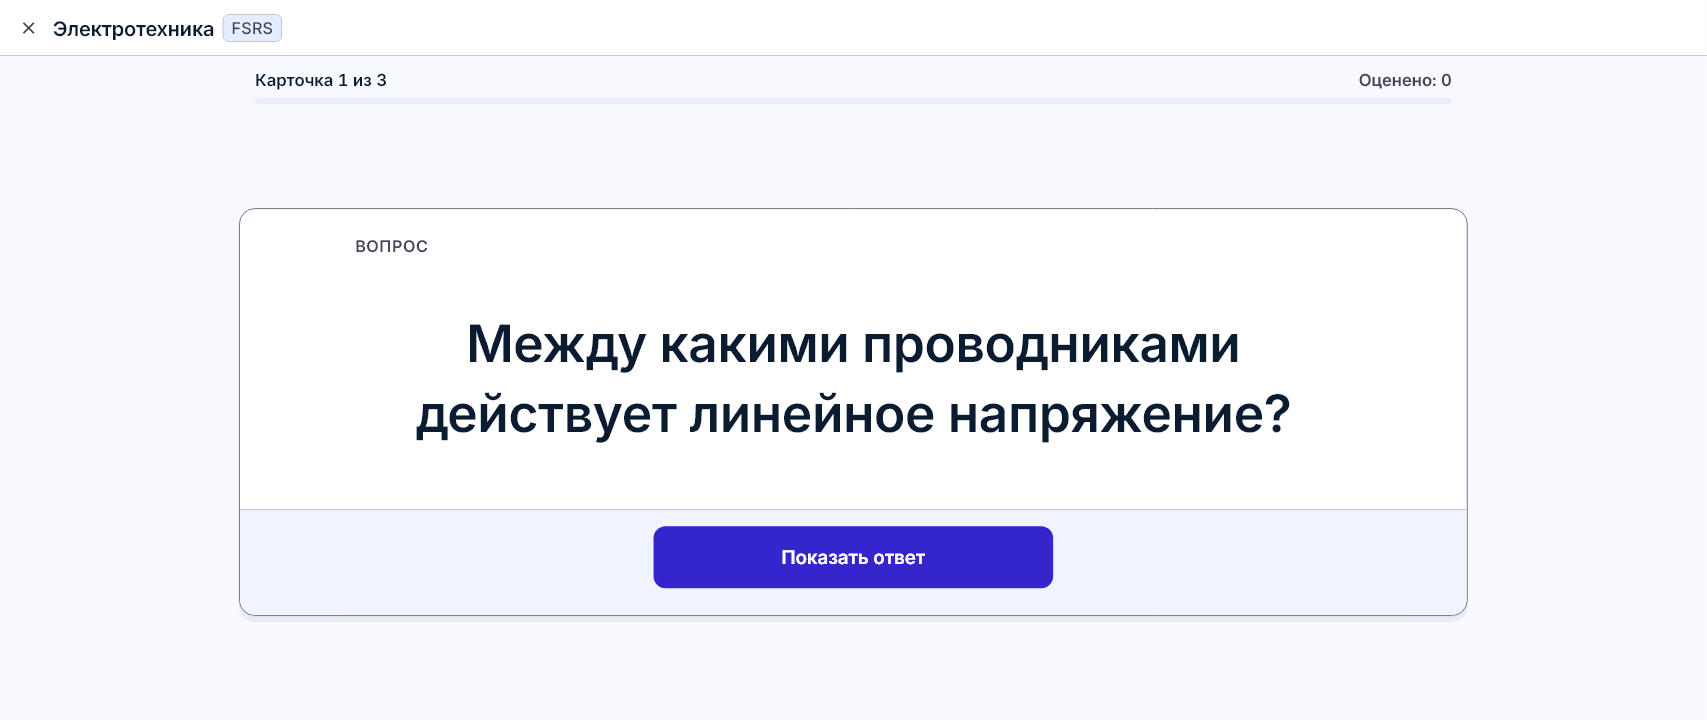 Электротехника FSRS
Карточка 1 из 3
Оценено: 0
ВОПРОС
Между какими проводниками
действует линейное напряжение?
Показать ответ